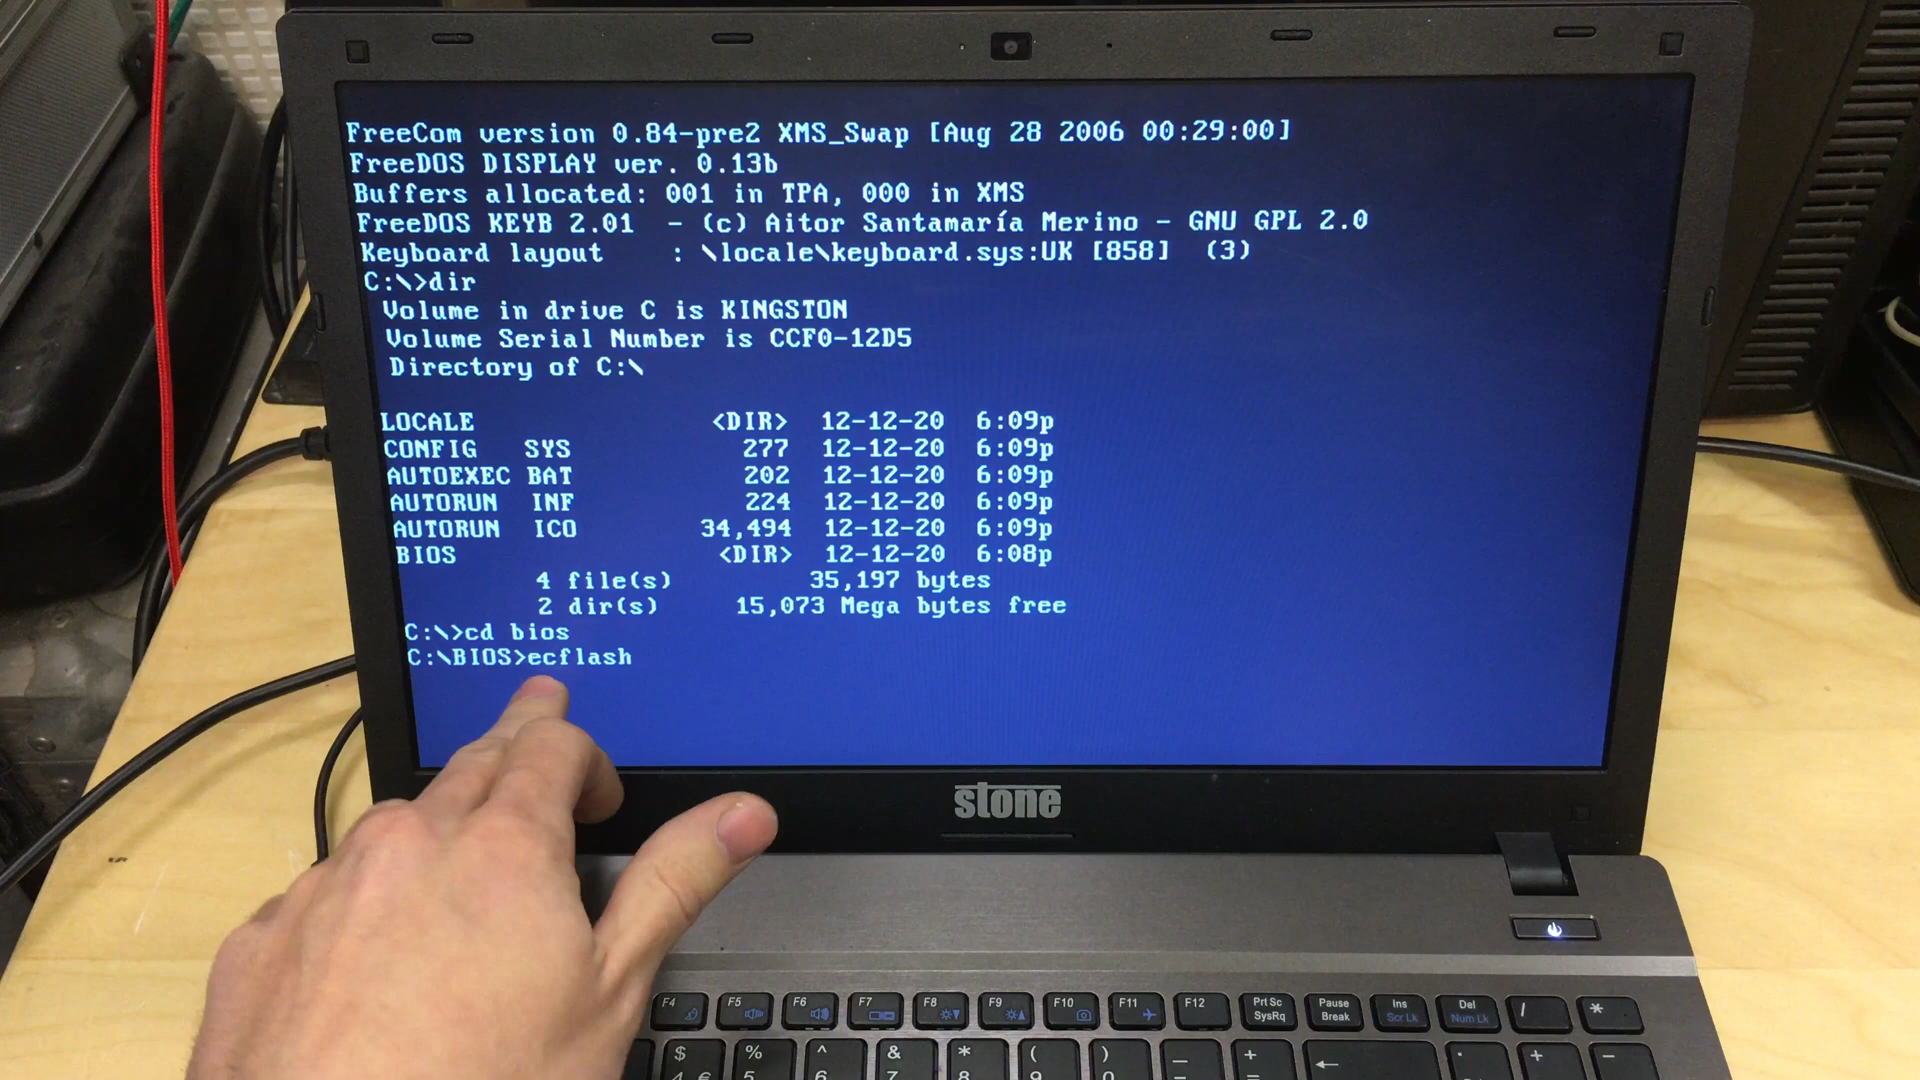 FreeCom version 0.84-pre2 XMS_Swap [Aug 28 2006 00:29:00]
FreeDOS DISPLAY ver. 0.13b
Buffers allocated: 001 in TPA, 000 in XMS
FreeDOS KEYB 2.01 - (c) Aitor Santamaría Merino - GNU GPL 2.0
Keyboard layout : \locale\keyboard.sys:UK [858] (3)
C:\>dir
Volume in drive C is KINGSTON
Volume Serial Number is CCF0-12D5
Directory of C:\
LOCALE <DIR> 12-12-20 6:09p
CONFIG SYS 277 12-12-20 6:09p
AUTOEXEC BAT 202 12-12-20 6:09p
AUTORUN INF 224 12-12-20 6:09p
AUTORUN ICO 34,494 12-12-20 6:09p
BIOS <DIR> 12-12-20 6:08p
4 file(s) 35,197 bytes
2 dir(s) 15,073 Mega bytes free
C:\>cd bios
C:\BIOS>ecflash
stone
F4 F5 F6 F7 F8 F9 F10 F11 F12 Prt Sc Pause Ins Del / *
SysRq Break Scr Lk Num Lk
$ % ^ & * ( ) _ + ← . + -
4 € 5 6 7 8 9 0 - =